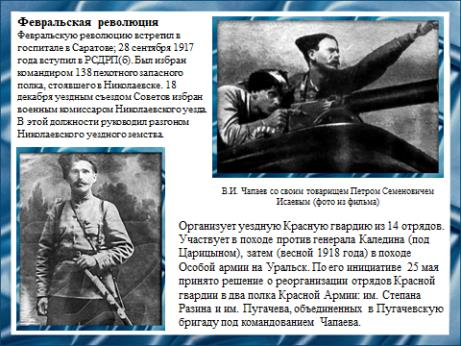 Февральская революция
Февральскую революцию встретил в
госпитале в Саратове; 28 сентября 1917
года вступил в РСДРП(б). Был избран
командиром 138 пехотного запасного
полка, стоявшего в Николаевске. 18
декабря уездным съездом Советов избран
военным комиссаром Николаевского уезда.
В этой должности руководил разгоном
Николаевского уездного земства.
В.И. Чапаев со своим товарищем Петром Семеновичем
Исаевым (фото из фильма)
Организует уездную Красную гвардию из 14 отрядов.
Участвует в походе против генерала Каледина (под
Царицыном), затем (весной 1918 года) в походе
Особой армии на Уральск. По его инициативе 25 мая
принято решение о реорганизации отрядов Красной
гвардии в два полка Красной Армии: им. Степана
Разина и им. Пугачева, объединенных в Пугачевскую
бригаду под командованием Чапаева.